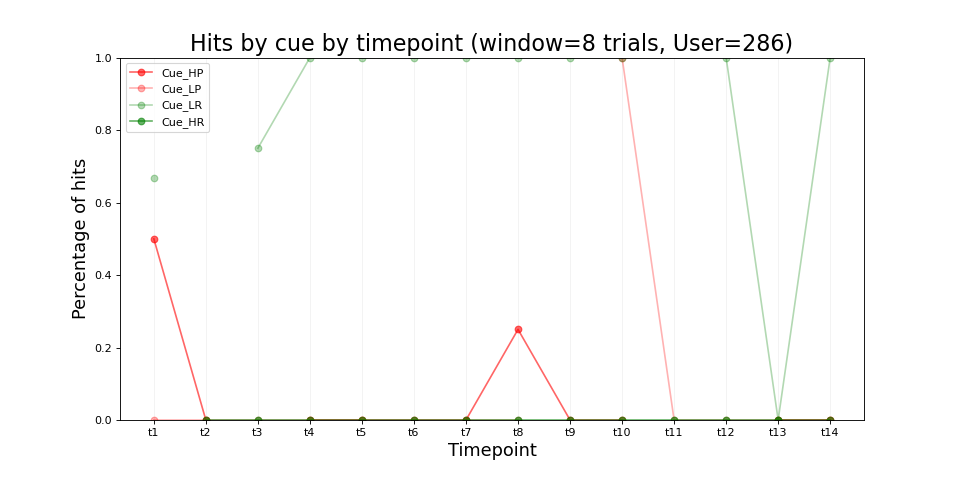 Hits by cue by timepoint (window=8 trials, User=286)
Cue_HP
Cue_LP
Cue_LR
Cue_HR
Percentage of hits
1.0
0.8
0.6
0.4
0.2
0.0
t1 t2 t3 t4 t5 t6 t7 t8 t9 t10 t11 t12 t13 t14
Timepoint